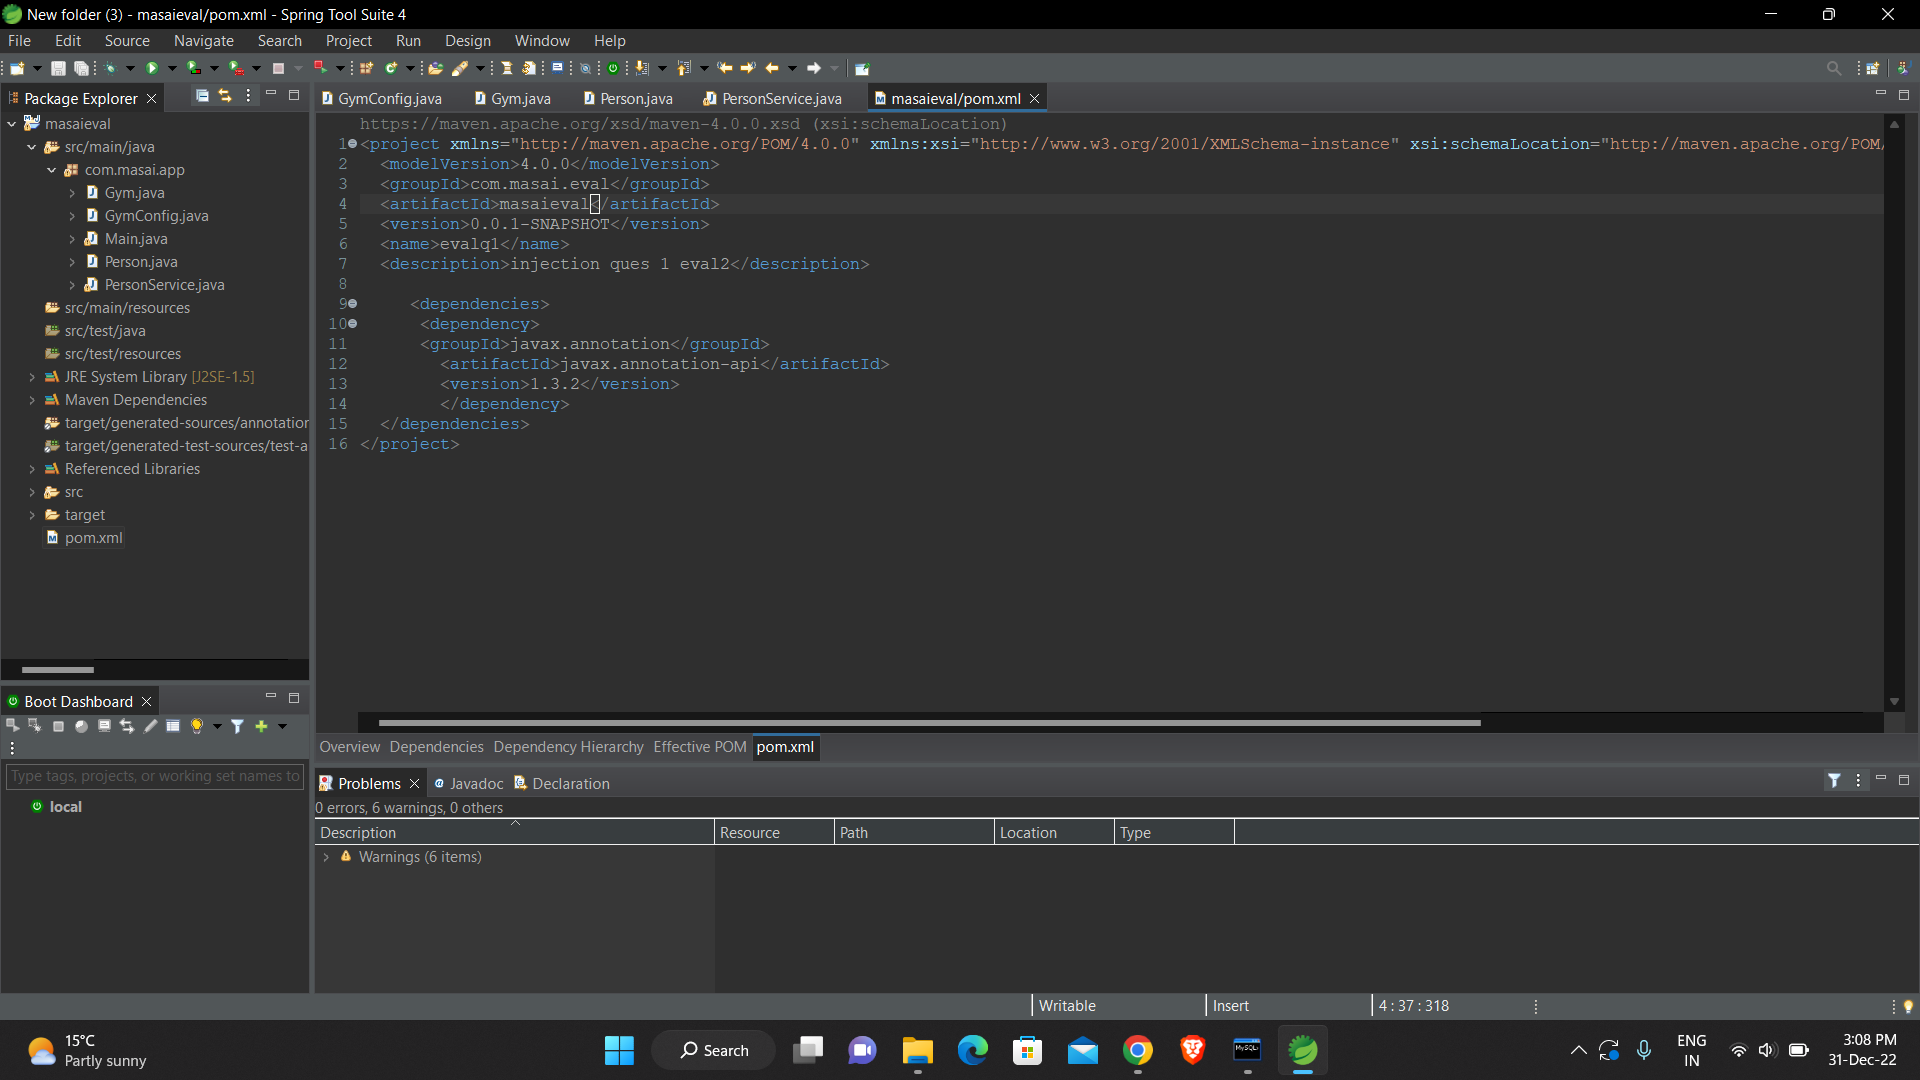 New folder (3) - masaieval/pom.xml - Spring Tool Suite 4
File Edit Source Navigate Search Project Run Design Window Help
Package Explorer
masaieval
src/main/java
com.masai.app
Gym.java
GymConfig.java
Main.java
Person.java
PersonService.java
src/main/resources
src/test/java
src/test/resources
JRE System Library [J2SE-1.5]
Maven Dependencies
target/generated-sources/annotation
target/generated-test-sources/test-a
Referenced Libraries
src
target
pom.xml
GymConfig.java Gym.java Person.java PersonService.java masaieval/pom.xml
https://maven.apache.org/xsd/maven-4.0.0.xsd (xsi:schemaLocation)
1 <project xmlns="http://maven.apache.org/POM/4.0.0" xmlns:xsi="http://www.w3.org/2001/XMLSchema-instance" xsi:schemaLocation="http://maven.apache.org/POM/
2 <modelVersion>4.0.0</modelVersion>
3 <groupId>com.masai.eval</groupId>
4 <artifactId>masaieval</artifactId>
5 <version>0.0.1-SNAPSHOT</version>
6 <name>evalq1</name>
7 <description>injection ques 1 eval2</description>
8
9 <dependencies>
10 <dependency>
11 <groupId>javax.annotation</groupId>
12 <artifactId>javax.annotation-api</artifactId>
13 <version>1.3.2</version>
14 </dependency>
15 </dependencies>
16 </project>
Overview Dependencies Dependency Hierarchy Effective POM pom.xml
Boot Dashboard
Type tags, projects, or working set names to
local
Problems Javadoc Declaration
0 errors, 6 warnings, 0 others
Description Resource Path Location Type
Warnings (6 items)
Writable Insert 4 : 37 : 318
15°C
Partly sunny
Search
MySQL
ENG
IN
3:08 PM
31-Dec-22